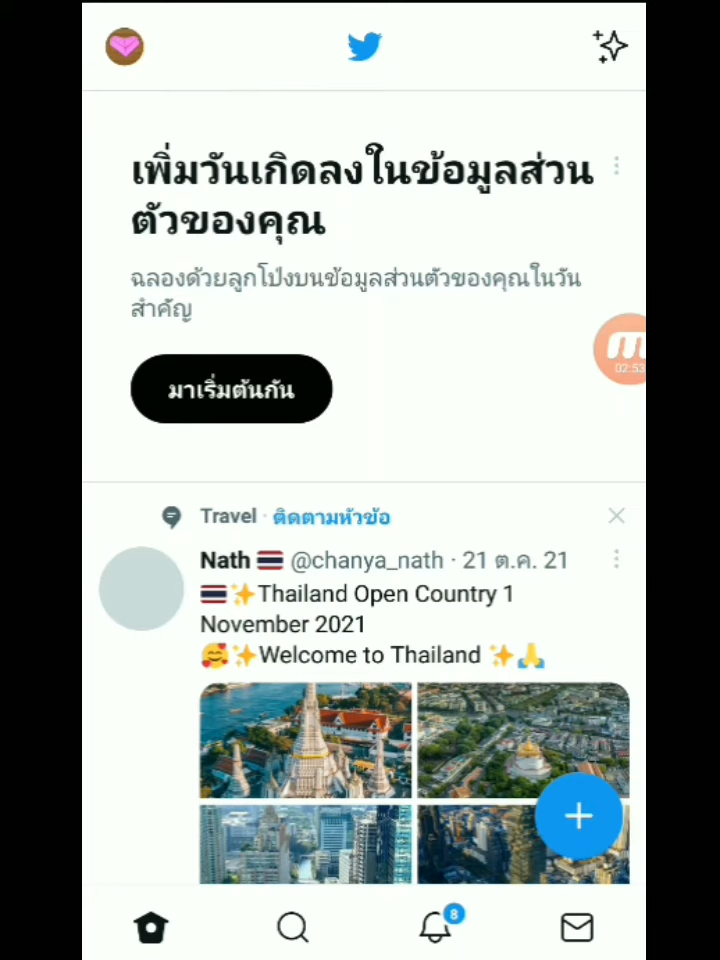 เพิ่มวันเกิดลงในข้อมูลส่วน
ตัวของคุณ
ฉลองด้วยลูกโป่งบนข้อมูลส่วนตัวของคุณในวัน
สำคัญ
02:53
มาเริ่มต้นกัน
Travel · ติดตามหัวข้อ
Nath 🇹🇭 @chanya_nath · 21 ต.ค. 21
🇹🇭✨Thailand Open Country 1
November 2021
🥰✨Welcome to Thailand ✨🙏
8